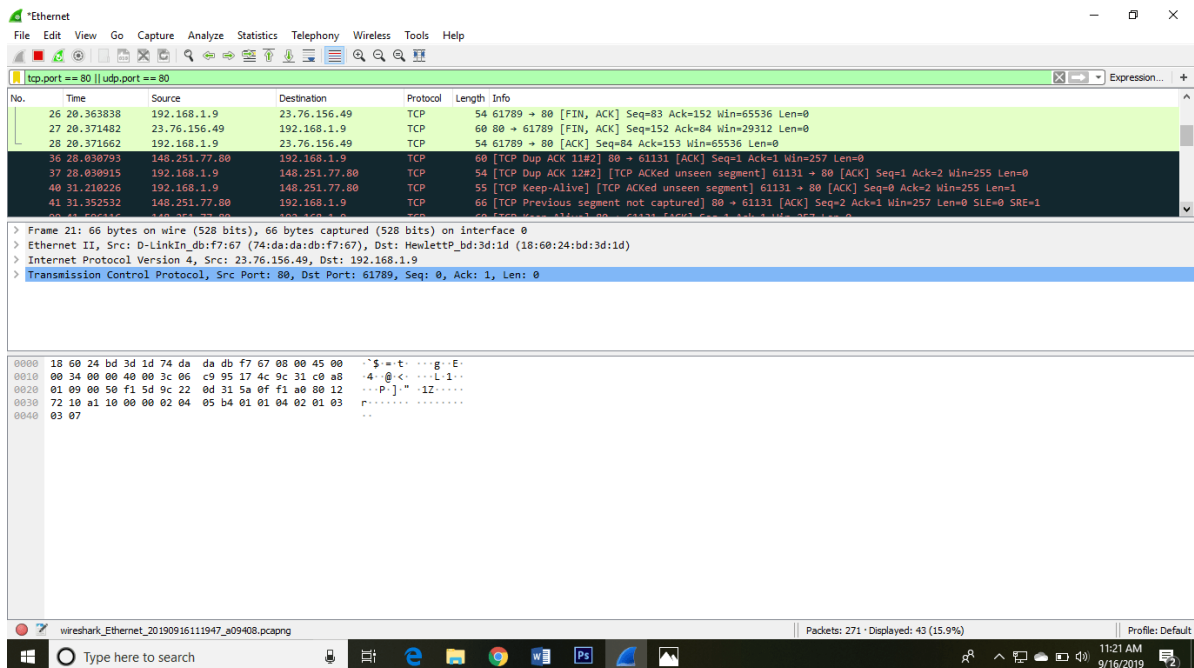 *Ethernet
File Edit View Go Capture Analyze Statistics Telephony Wireless Tools Help
tcp.port == 80 || udp.port == 80 Expression... +
No. Time Source Destination Protocol Length Info
26 20.363838 192.168.1.9 23.76.156.49 TCP 54 61789 → 80 [FIN, ACK] Seq=83 Ack=152 Win=65536 Len=0
27 20.371482 23.76.156.49 192.168.1.9 TCP 60 80 → 61789 [FIN, ACK] Seq=152 Ack=84 Win=29312 Len=0
28 20.371662 192.168.1.9 23.76.156.49 TCP 54 61789 → 80 [ACK] Seq=84 Ack=153 Win=65536 Len=0
36 28.030793 148.251.77.80 192.168.1.9 TCP 60 [TCP Dup ACK 11#2] 80 → 61131 [ACK] Seq=1 Ack=1 Win=257 Len=0
37 28.030915 192.168.1.9 148.251.77.80 TCP 54 [TCP Dup ACK 12#2] [TCP ACKed unseen segment] 61131 → 80 [ACK] Seq=1 Ack=2 Win=255 Len=0
40 31.210226 192.168.1.9 148.251.77.80 TCP 55 [TCP Keep-Alive] [TCP ACKed unseen segment] 61131 → 80 [ACK] Seq=0 Ack=2 Win=255 Len=1
41 31.352532 148.251.77.80 192.168.1.9 TCP 66 [TCP Previous segment not captured] 80 → 61131 [ACK] Seq=2 Ack=1 Win=257 Len=0 SLE=0 SRE=1
> Frame 21: 66 bytes on wire (528 bits), 66 bytes captured (528 bits) on interface 0
> Ethernet II, Src: D-LinkIn_db:f7:67 (74:da:da:db:f7:67), Dst: HewlettP_bd:3d:1d (18:60:24:bd:3d:1d)
> Internet Protocol Version 4, Src: 23.76.156.49, Dst: 192.168.1.9
> Transmission Control Protocol, Src Port: 80, Dst Port: 61789, Seq: 0, Ack: 1, Len: 0
0000 18 60 24 bd 3d 1d 74 da da db f7 67 08 00 45 00 ·`$·=·t· ···g··E·
0010 00 34 00 00 40 00 3c 06 c9 95 17 4c 9c 31 c0 a8 ·4··@·<· ···L·1··
0020 01 09 00 50 f1 5d 9c 22 0d 31 5a 0f f1 a0 80 12 ···P·]·" ·1Z·····
0030 72 10 a1 10 00 00 02 04 05 b4 01 01 04 02 01 03 r······· ········
0040 03 07 ··
wireshark_Ethernet_20190916111947_a09408.pcapng Packets: 271 · Displayed: 43 (15.9%) Profile: Default
Type here to search
Ps
11:21 AM
9/16/2019
2